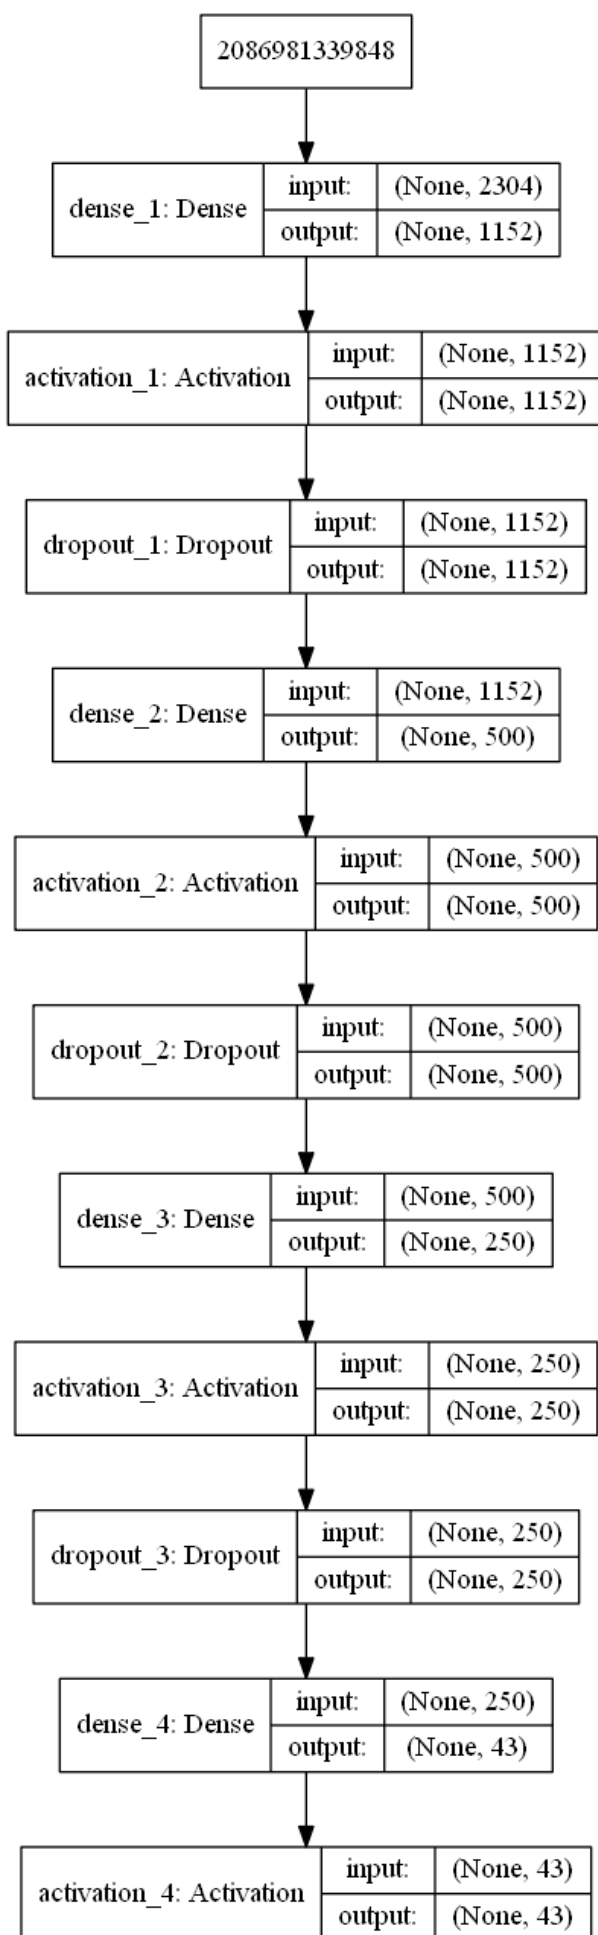 2086981339848
dense_1: Dense
input: (None, 2304)
output: (None, 1152)
activation_1: Activation
input: (None, 1152)
output: (None, 1152)
dropout_1: Dropout
input: (None, 1152)
output: (None, 1152)
dense_2: Dense
input: (None, 1152)
output: (None, 500)
activation_2: Activation
input: (None, 500)
output: (None, 500)
dropout_2: Dropout
input: (None, 500)
output: (None, 500)
dense_3: Dense
input: (None, 500)
output: (None, 250)
activation_3: Activation
input: (None, 250)
output: (None, 250)
dropout_3: Dropout
input: (None, 250)
output: (None, 250)
dense_4: Dense
input: (None, 250)
output: (None, 43)
activation_4: Activation
input: (None, 43)
output: (None, 43)